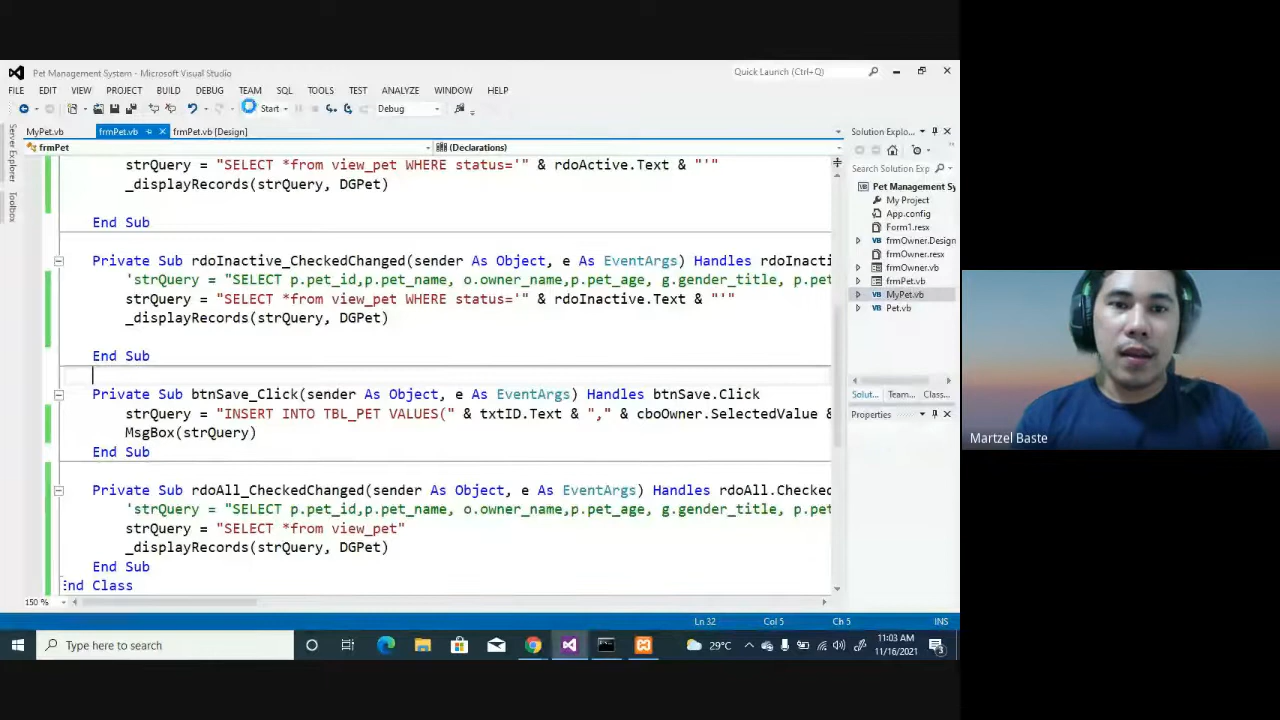 Pet Management System - Microsoft Visual Studio
Quick Launch (Ctrl+Q)
FILE EDIT VIEW PROJECT BUILD DEBUG TEAM SQL TOOLS TEST ANALYZE WINDOW HELP
Start Debug
MyPet.vb frmPet.vb frmPet.vb [Design]
Solution Explo...
frmPet (Declarations)
Server Explorer
Toolbox
Search Solution Exp
strQuery = "SELECT *from view_pet WHERE status='" & rdoActive.Text & "'"
_displayRecords(strQuery, DGPet)
End Sub
Private Sub rdoInactive_CheckedChanged(sender As Object, e As EventArgs) Handles rdoInacti
'strQuery = "SELECT p.pet_id,p.pet_name, o.owner_name,p.pet_age, g.gender_title, p.pet
strQuery = "SELECT *from view_pet WHERE status='" & rdoInactive.Text & "'"
_displayRecords(strQuery, DGPet)
End Sub
Private Sub btnSave_Click(sender As Object, e As EventArgs) Handles btnSave.Click
strQuery = "INSERT INTO TBL_PET VALUES(" & txtID.Text & "," & cboOwner.SelectedValue &
MsgBox(strQuery)
End Sub
Private Sub rdoAll_CheckedChanged(sender As Object, e As EventArgs) Handles rdoAll.Checked
'strQuery = "SELECT p.pet_id,p.pet_name, o.owner_name,p.pet_age, g.gender_title, p.pet
strQuery = "SELECT *from view_pet"
_displayRecords(strQuery, DGPet)
End Sub
End Class
Pet Management Sy
My Project
App.config
Form1.resx
frmOwner.Design
frmOwner.resx
frmOwner.vb
frmPet.vb
MyPet.vb
Pet.vb
Solut... Team... Class...
Properties
150 %
Ln 32 Col 5 Ch 5 INS
Type here to search
29°C
11:03 AM
11/16/2021
3
Martzel Baste